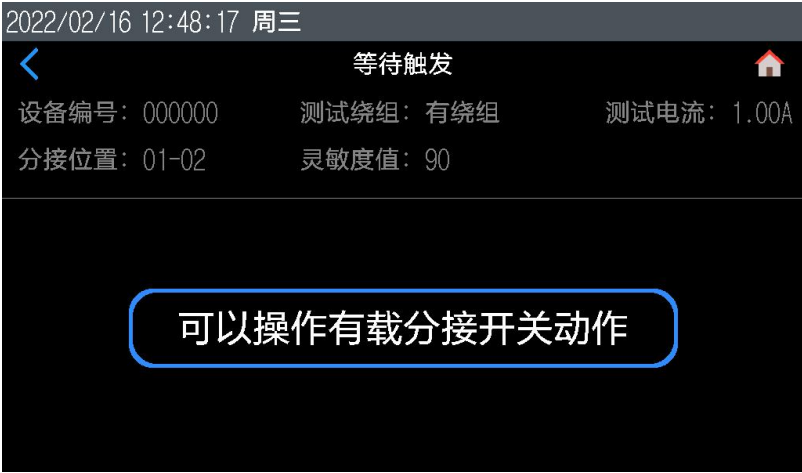 2022/02/16 12:48:17 周三
等待触发
设备编号: 000000 测试绕组: 有绕组 测试电流: 1.00A
分接位置: 01-02 灵敏度值: 90
可以操作有载分接开关动作